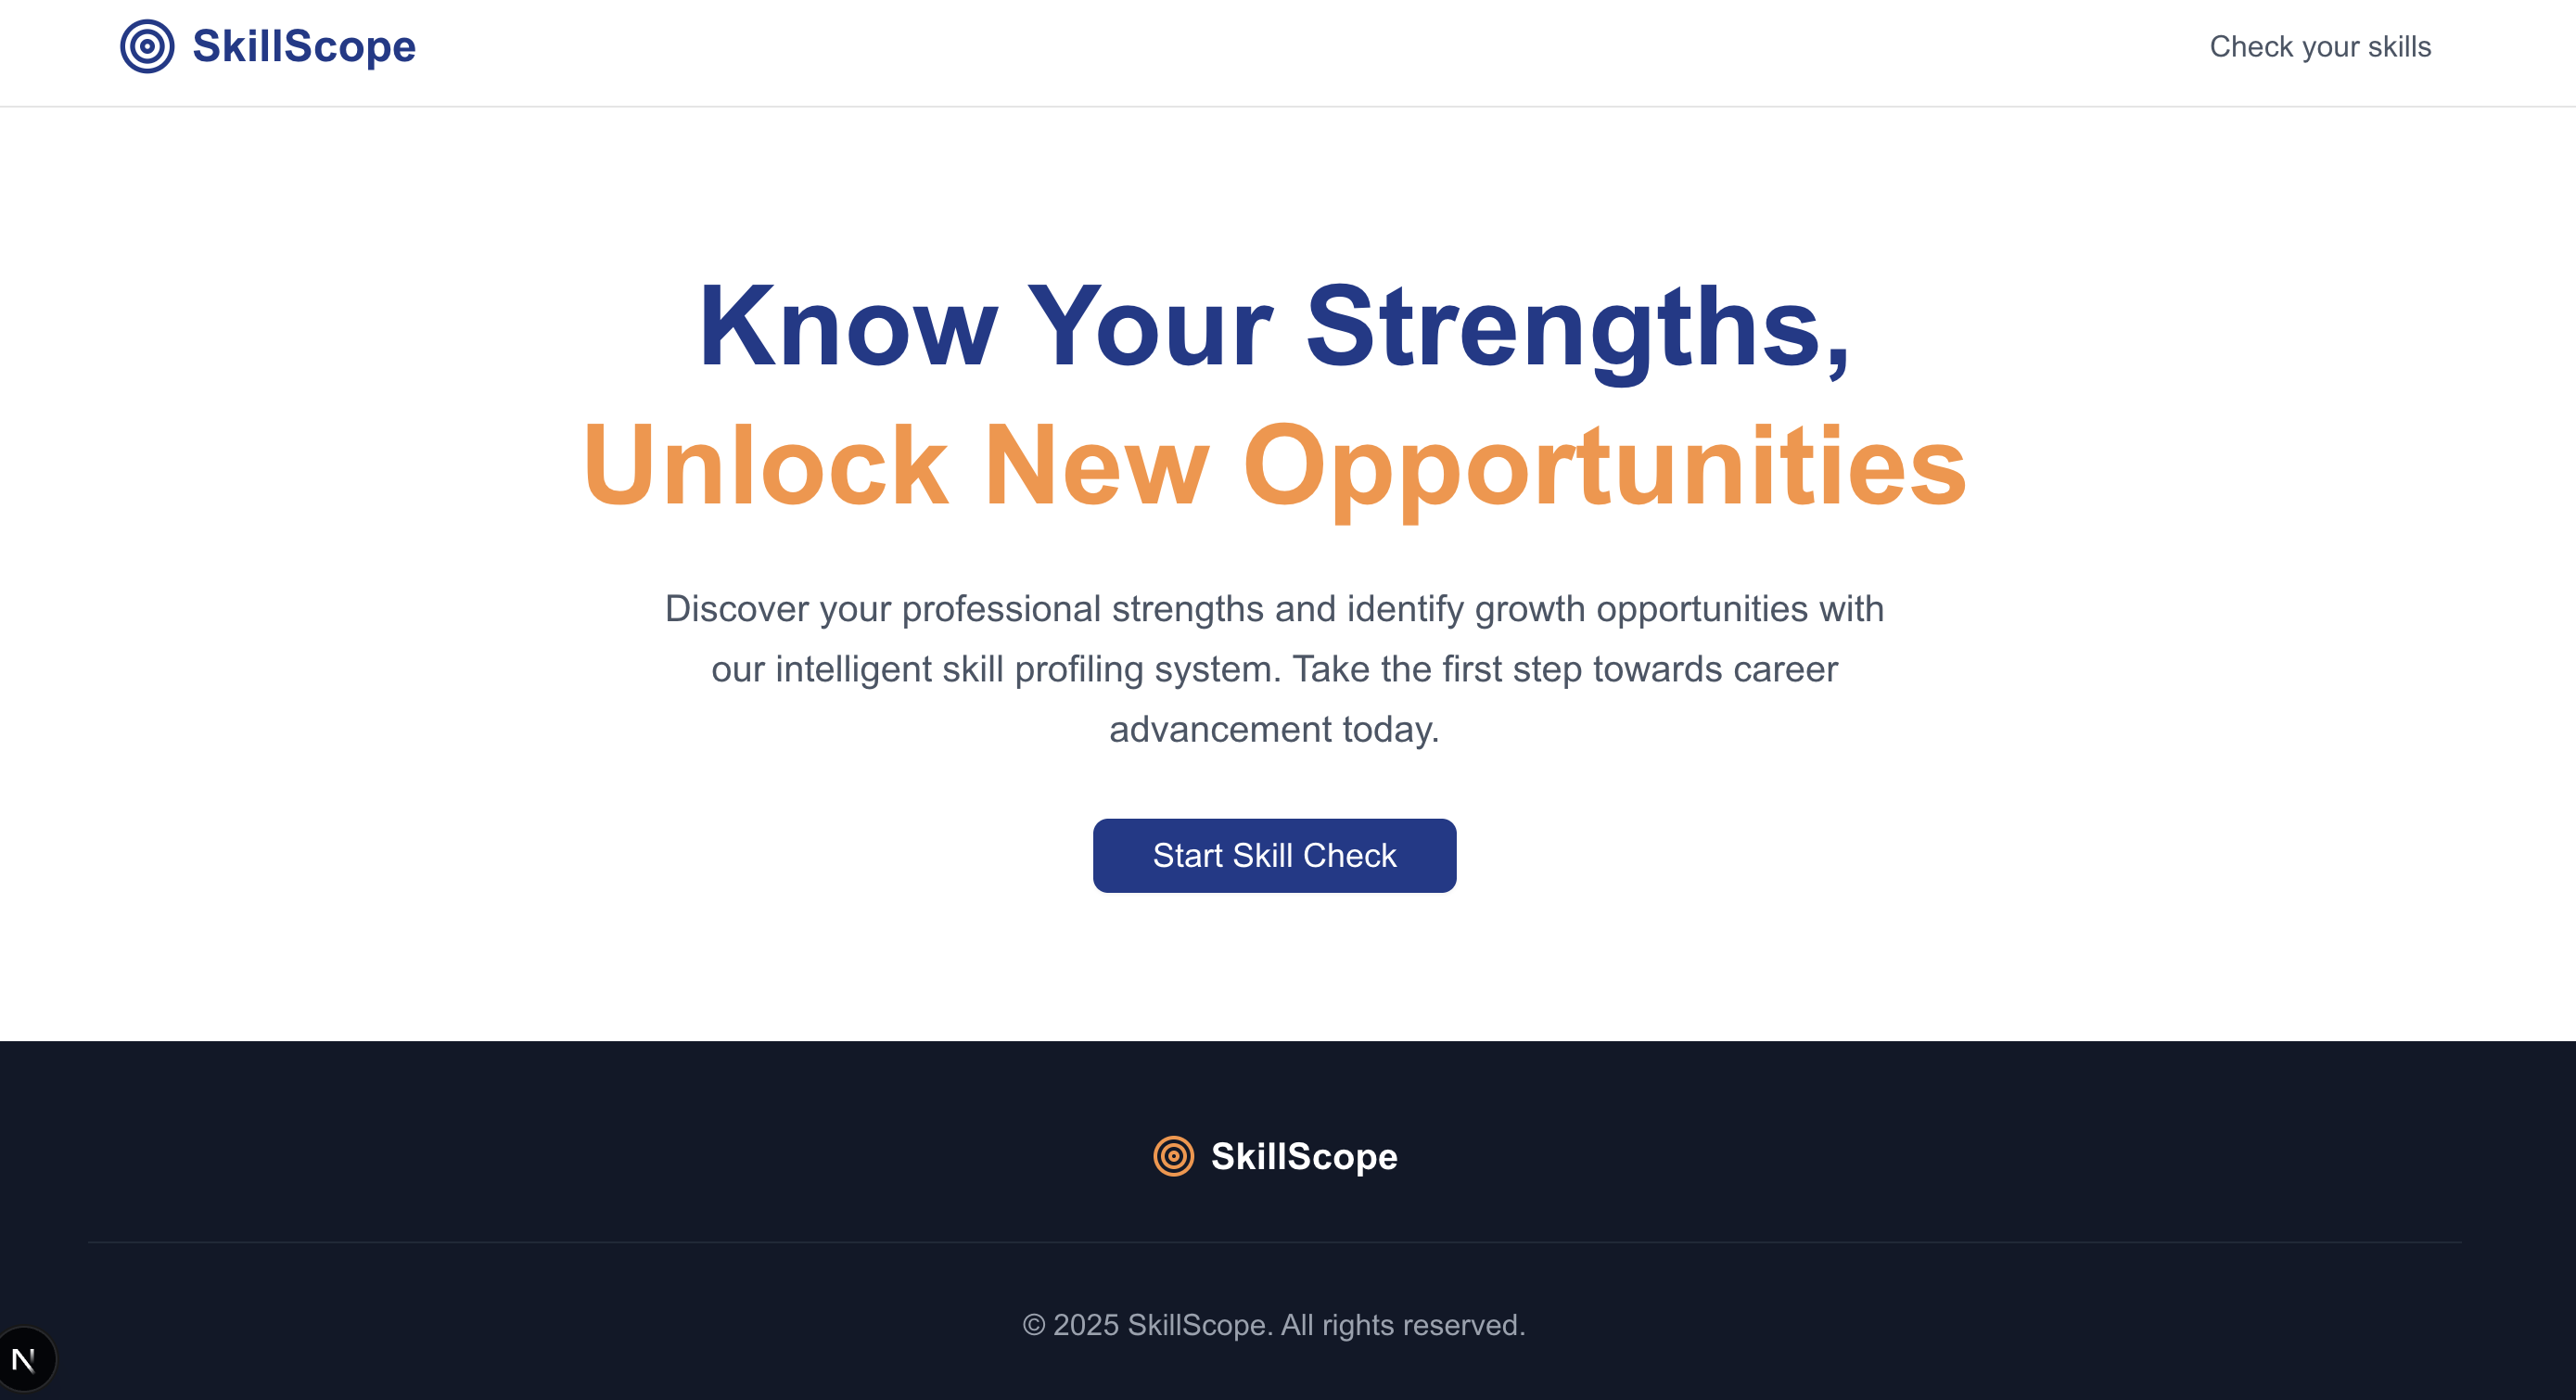 SkillScope
Check your skills
Know Your Strengths,
Unlock New Opportunities
Discover your professional strengths and identify growth opportunities with
our intelligent skill profiling system. Take the first step towards career
advancement today.
Start Skill Check
SkillScope
© 2025 SkillScope. All rights reserved.
N